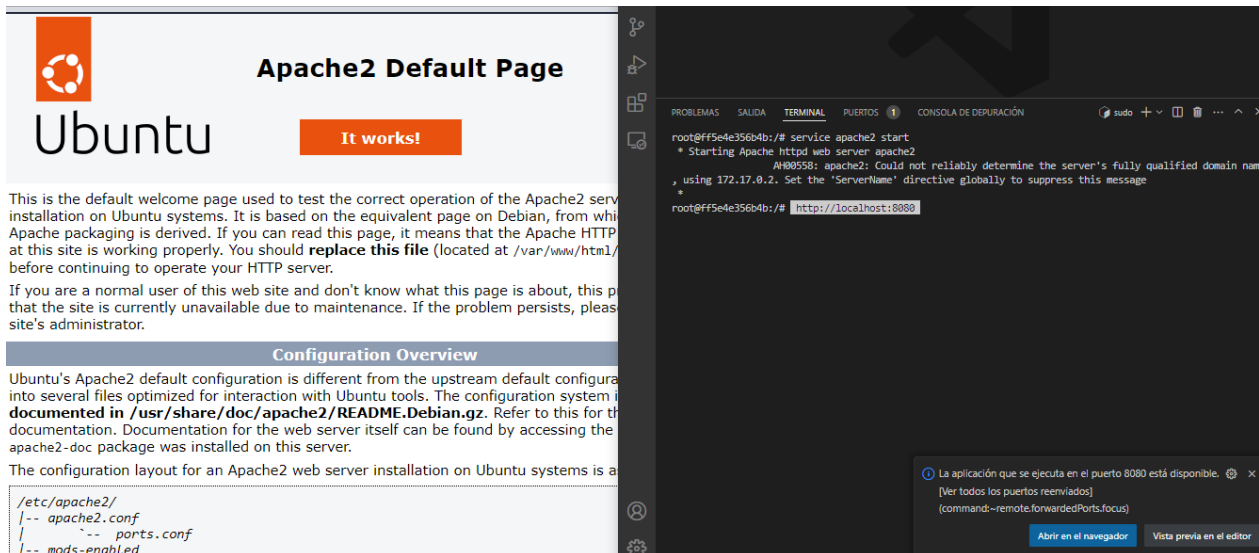 Apache2 Default Page
Ubuntu
It works!
This is the default welcome page used to test the correct operation of the Apache2
installation on Ubuntu systems. It is based on the equivalent page on Debian, from
Apache packaging is derived. If you can read this page, it means that the Apache HTTP
at this site is working properly. You should replace this file (located at /var/www/html/
before continuing to operate your HTTP server.
If you are a normal user of this web site and don't know what this page is about, this
that the site is currently unavailable due to maintenance. If the problem persists,
site's administrator.
Configuration Overview
Ubuntu's Apache2 default configuration is different from the upstream default
into several files optimized for interaction with Ubuntu tools. The configuration system
documented in /usr/share/doc/apache2/README.Debian.gz. Refer to this for
documentation. Documentation for the web server itself can be found by accessing the
apache2-doc package was installed on this server.
The configuration layout for an Apache2 web server installation on Ubuntu systems is
/etc/apache2/
|-- apache2.conf
|       `--  ports.conf
|-- mods-enabled
PROBLEMAS SALIDA TERMINAL PUERTOS 1 CONSOLA DE DEPURACIÓN sudo
root@ff5e4e356b4b:/# service apache2 start
* Starting Apache httpd web server apache2
AH00558: apache2: Could not reliably determine the server's fully qualified domain nam
, using 172.17.0.2. Set the 'ServerName' directive globally to suppress this message
*
root@ff5e4e356b4b:/# http://localhost:8080
La aplicación que se ejecuta en el puerto 8080 está disponible.
[Ver todos los puertos reenviados]
(command:~remote.forwardedPorts.focus)
Abrir en el navegador Vista previa en el editor